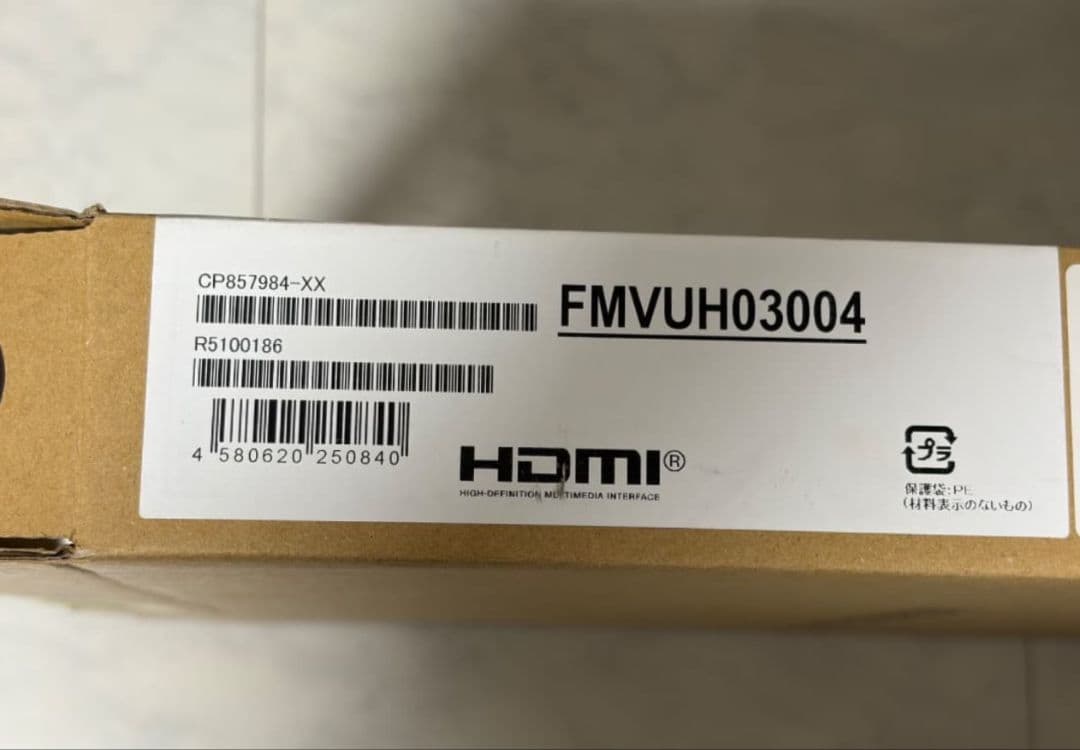 CP857984-XX
FMVUH03004
R5100186
4 580620 250840
HDMI®
HIGH-DEFINITION MULTIMEDIA INTERFACE
プラ
保護袋:PE
(材料表示のないもの)